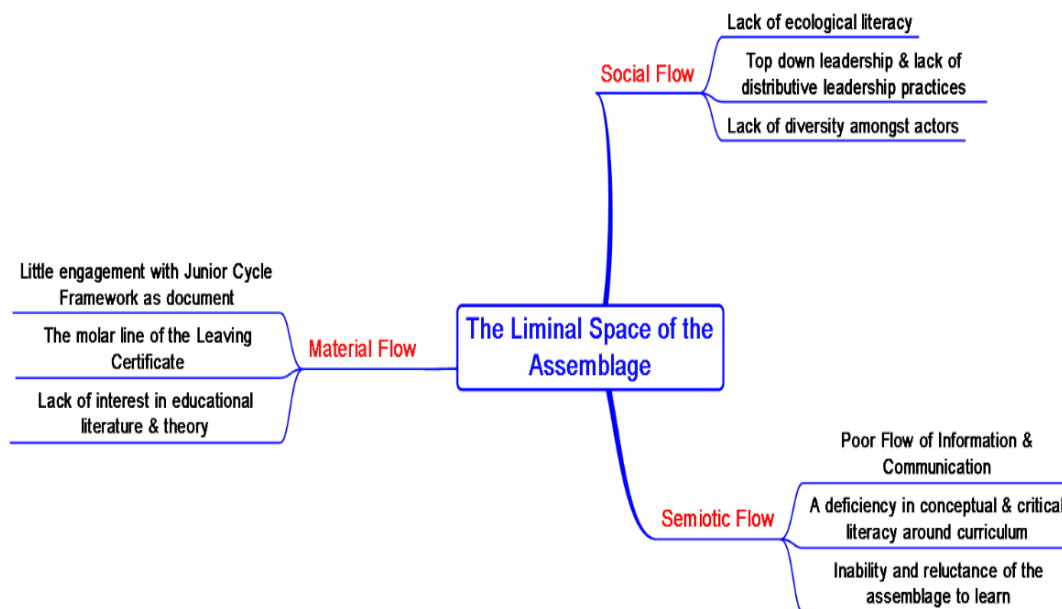 Lack of ecological literacy
Social Flow
Top down leadership & lack of
distributive leadership practices
Lack of diversity amongst actors
Little engagement with Junior Cycle
Framework as document
The molar line of the Leaving
Certificate
Material Flow
Lack of interest in educational
literature & theory
The Liminal Space of the
Assemblage
Poor Flow of Information &
Communication
Semiotic Flow
A deficiency in conceptual & critical
literacy around curriculum
Inability and reluctance of the
assemblage to learn